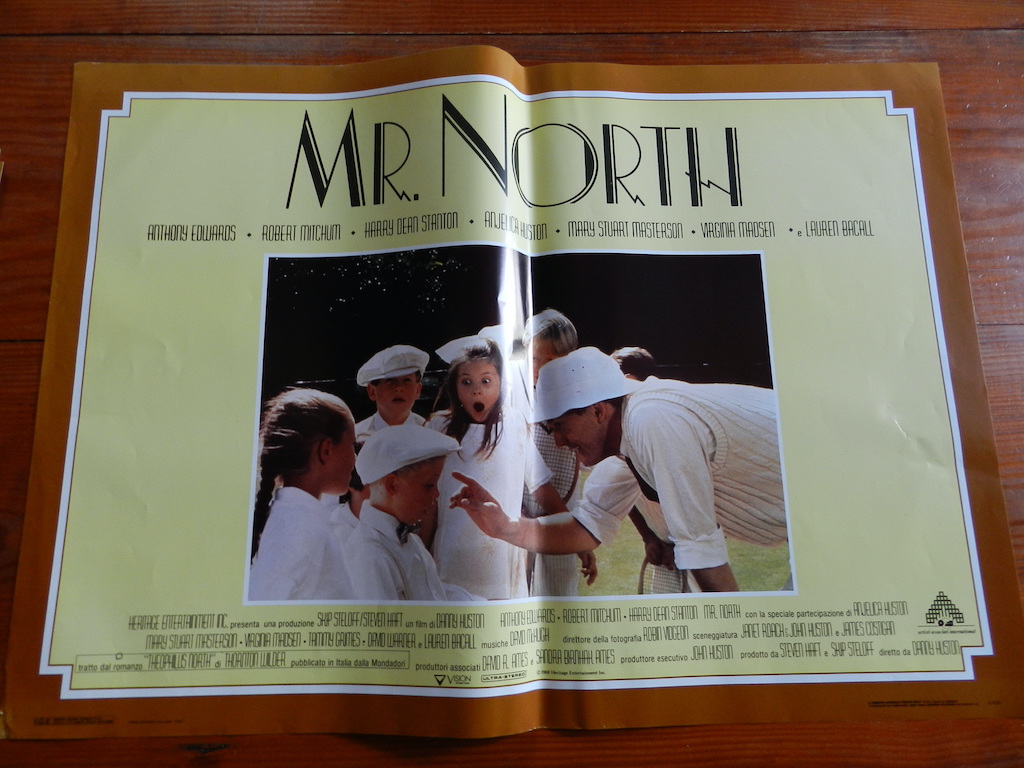 MR. NORTH
ANTHONY EDWARDS • ROBERT MITCHUM • HARRY DEAN STANTON • ANJELICA HUSTON • MARY STUART MASTERSON • VIRGINIA MADSEN • e LAUREN BACALL
HERITAGE ENTERTAINMENT INC. presenta una produzione SKIP STELOFF/STEVEN HAFT un film di DANNY HUSTON ANTHONY EDWARDS • ROBERT MITCHUM • HARRY DEAN STANTON MR. NORTH con la speciale partecipazione di ANJELICA HUSTON
MARY STUART MASTERSON • VIRGINIA MADSEN • TAMMY GRIMES • DAVID WARNER e LAUREN BACALL musiche DAVID McHUGH direttore della fotografia ROBIN VIDGEON sceneggiatura JANET ROACH e JOHN HUSTON e JAMES COSTIGAN
tratto dal romanzo "THEOPHILUS NORTH" di THORNTON WILDER pubblicato in Italia dalla Mondadori produttori associati DAVID R. AMES e SANDRA BIRNHAK AMES produttore esecutivo JOHN HUSTON prodotto da STEVEN HAFT e SKIP STELOFF diretto da DANNY HUSTON
artisti associati international
VISION ULTRA-STEREO ©1988 Heritage Entertainment Inc.